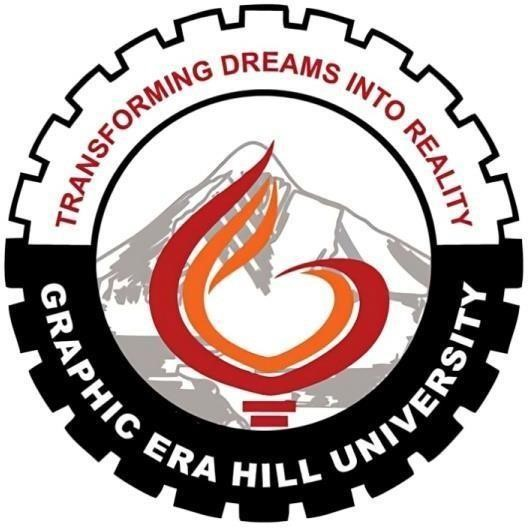 TRANSFORMING DREAMS INTO REALITY
GRAPHIC ERA HILL UNIVERSITY